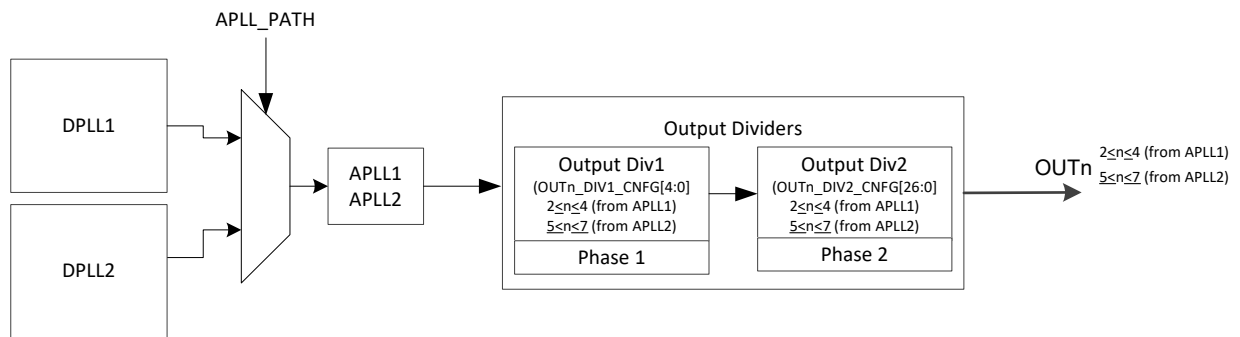 APLL_PATH
DPLL1
DPLL2
APLL1
APLL2
Output Dividers
Output Div1
(OUTn_DIV1_CNFG[4:0]
2≤n≤4 (from APLL1)
5≤n≤7 (from APLL2)
Phase 1
Output Div2
(OUTn_DIV2_CNFG[26:0]
2≤n≤4 (from APLL1)
5≤n≤7 (from APLL2)
Phase 2
OUTn
2≤n≤4 (from APLL1)
5≤n≤7 (from APLL2)